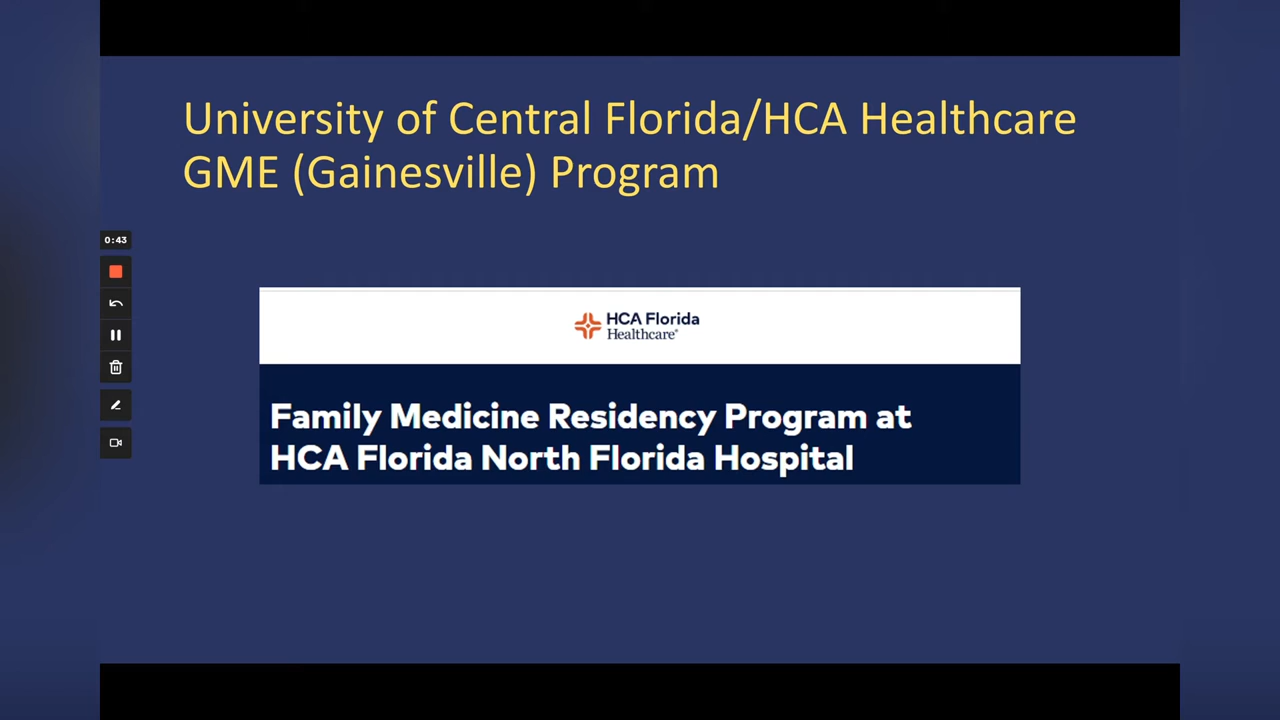 University of Central Florida/HCA Healthcare
GME (Gainesville) Program
0:43
HCA Florida
Healthcare®
Family Medicine Residency Program at
HCA Florida North Florida Hospital